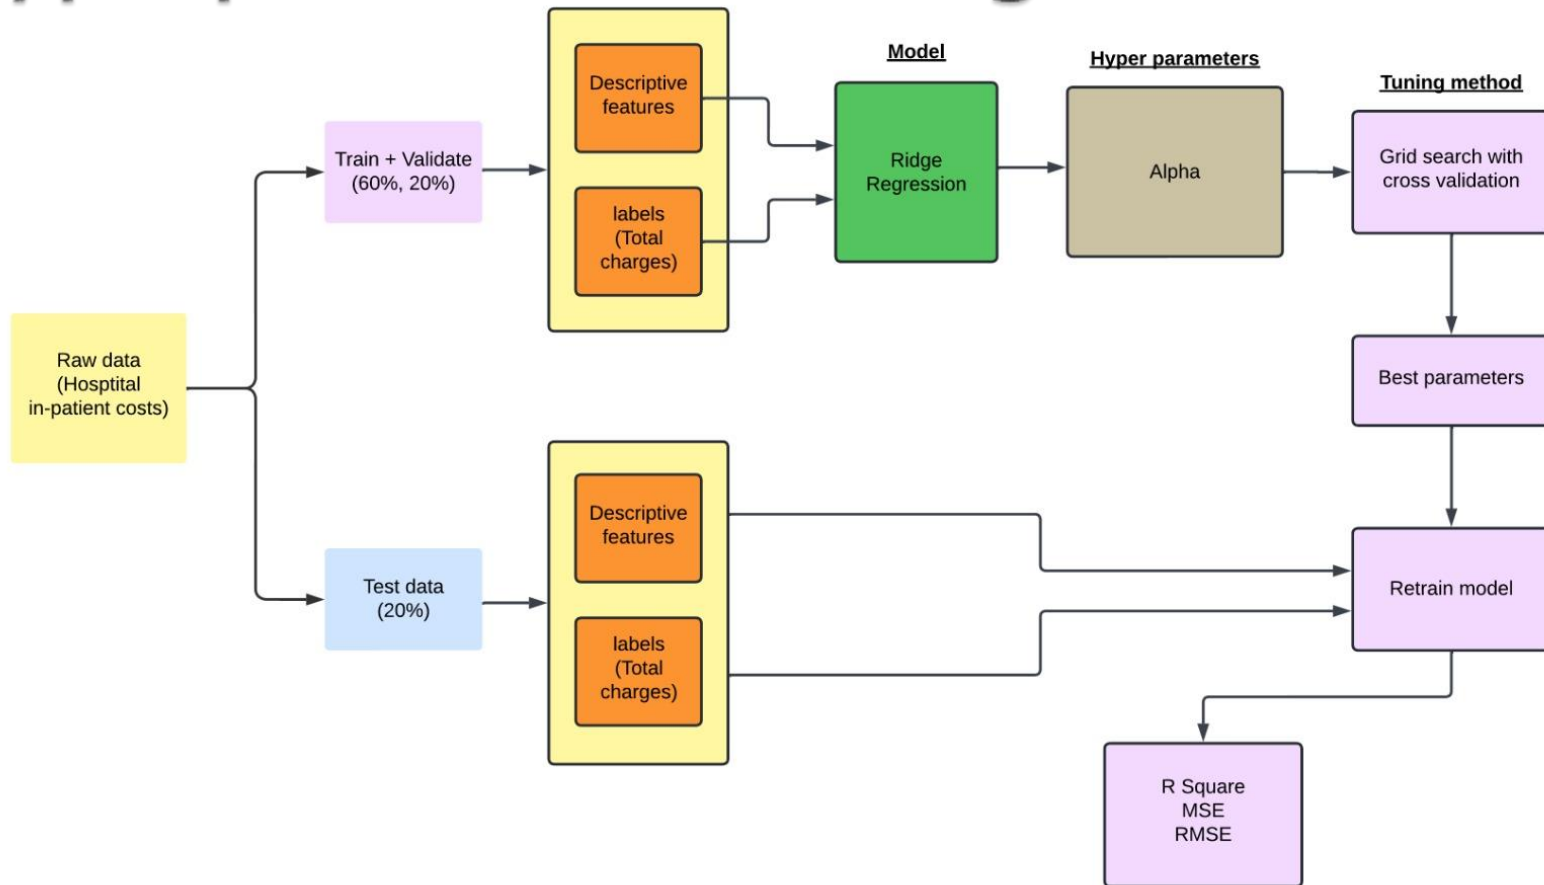 Model
Hyper parameters
Tuning method
Descriptive
features
Train + Validate
(60%, 20%)
labels
(Total
charges)
Ridge
Regression
Alpha
Grid search with
cross validation
Raw data
(Hosptital
in-patient costs)
Best parameters
Descriptive
features
Test data
(20%)
labels
(Total
charges)
Retrain model
R Square
MSE
RMSE